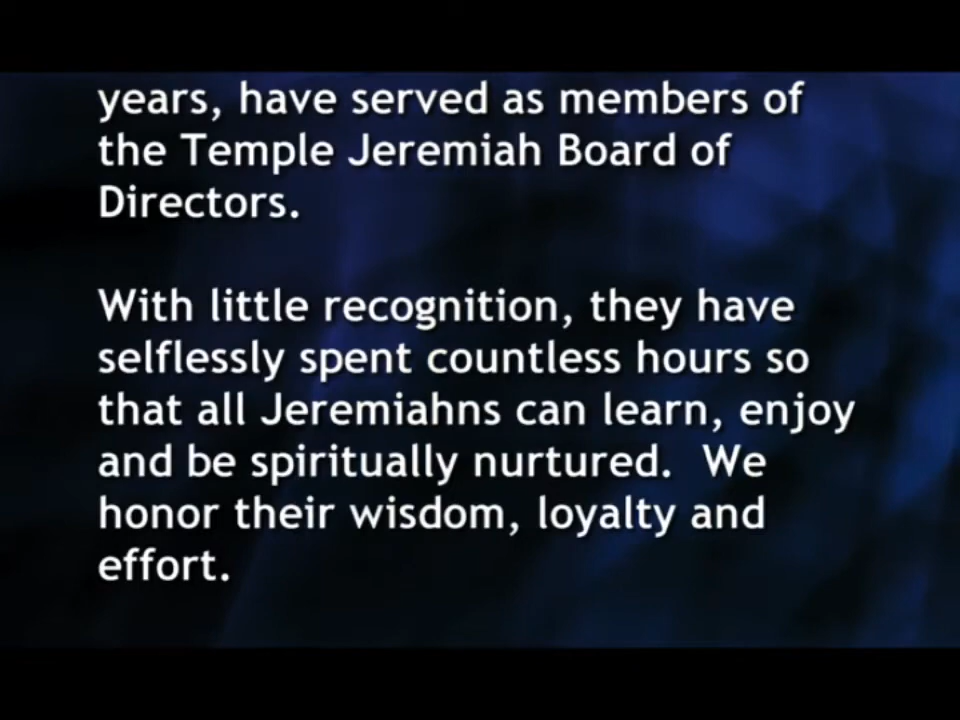 years, have served as members of
the Temple Jeremiah Board of
Directors.
With little recognition, they have
selflessly spent countless hours so
that all Jeremiahns can learn, enjoy
and be spiritually nurtured.  We
honor their wisdom, loyalty and
effort.